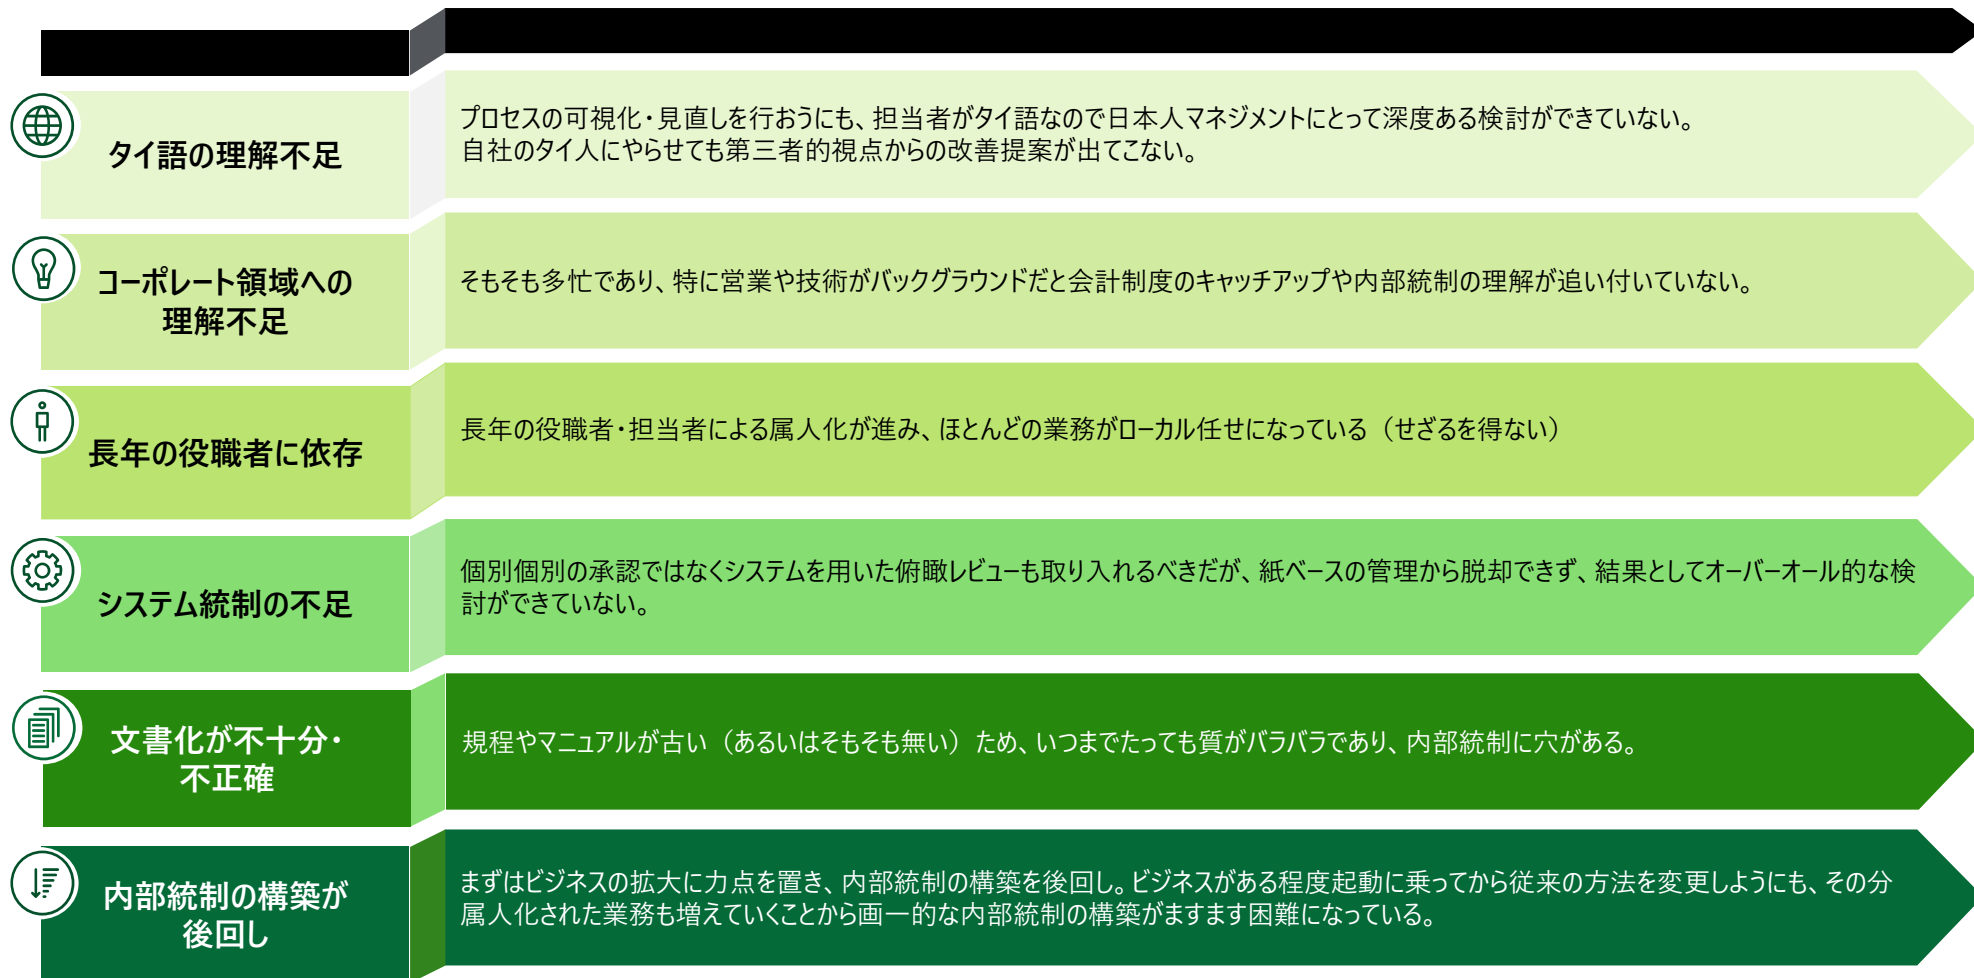 タイ語の理解不足
プロセスの可視化・見直しを行おうにも、担当者がタイ語なので日本人マネジメントにとって深度ある検討ができていない。
自社のタイ人にやらせても第三者的視点からの改善提案が出てこない。
コーポレート領域への
理解不足
そもそも多忙であり、特に営業や技術がバックグラウンドだと会計制度のキャッチアップや内部統制の理解が追い付いていない。
長年の役職者に依存
長年の役職者・担当者による属人化が進み、ほとんどの業務がローカル任せになっている（せざるを得ない）
システム統制の不足
個別個別の承認ではなくシステムを用いた俯瞰レビューも取り入れるべきだが、紙ベースの管理から脱却できず、結果としてオーバーオール的な検
討ができていない。
文書化が不十分・
不正確
規程やマニュアルが古い（あるいはそもそも無い）ため、いつまでたっても質がバラバラであり、内部統制に穴がある。
内部統制の構築が
後回し
まずはビジネスの拡大に力点を置き、内部統制の構築を後回し。ビジネスがある程度起動に乗ってから従来の方法を変更しようにも、その分
属人化された業務も増えていくことから画一的な内部統制の構築がますます困難になっている。